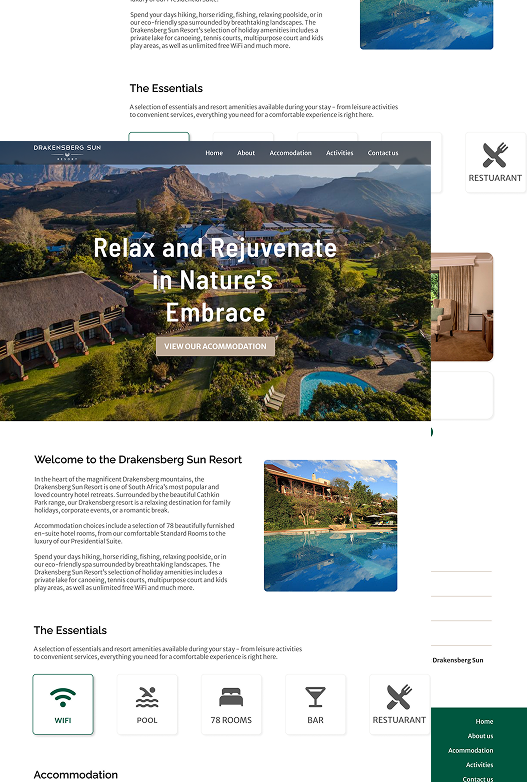 Spend your days hiking, horse riding, fishing, relaxing poolside, or in
our eco-friendly spa surrounded by breathtaking landscapes. The
Drakensberg Sun Resort's selection of holiday amenities includes a
private lake for canoeing, tennis courts, multipurpose court and kids
play areas, as well as unlimited free WiFi and much more.
The Essentials
A selection of essentials and resort amenities available during your stay - from leisure activities
to convenient services, everything you need for a comfortable experience is right here.
RESTUARANT
DRAKENSBERG SUN
RESORT
Home
About
Accomodation
Activities
Contact us
Relax and Rejuvenate
in Nature's
Embrace
VIEW OUR ACOMMODATION
Welcome to the Drakensberg Sun Resort
In the heart of the magnificent Drakensberg mountains, the
Drakensberg Sun Resort is one of South Africa's most popular and
loved country hotel retreats. Surrounded by the beautiful Cathkin
Park range, our Drakensberg resort is a relaxing destination for family
holidays, corporate events, or a romantic break.
Accommodation choices include a selection of 78 beautifully furnished
en-suite hotel rooms, from our comfortable Standard Rooms to the
luxury of our Presidential Suite.
Spend your days hiking, horse riding, fishing, relaxing poolside, or in
our eco-friendly spa surrounded by breathtaking landscapes. The
Drakensberg Sun Resort's selection of holiday amenities includes a
private lake for canoeing, tennis courts, multipurpose court and kids
play areas, as well as unlimited free WiFi and much more.
The Essentials
A selection of essentials and resort amenities available during your stay - from leisure activities
to convenient services, everything you need for a comfortable experience is right here.
WIFI
POOL
78 ROOMS
BAR
RESTUARANT
Accommodation
Drakensberg Sun
Home
About us
Accommodation
Activities
Contact us